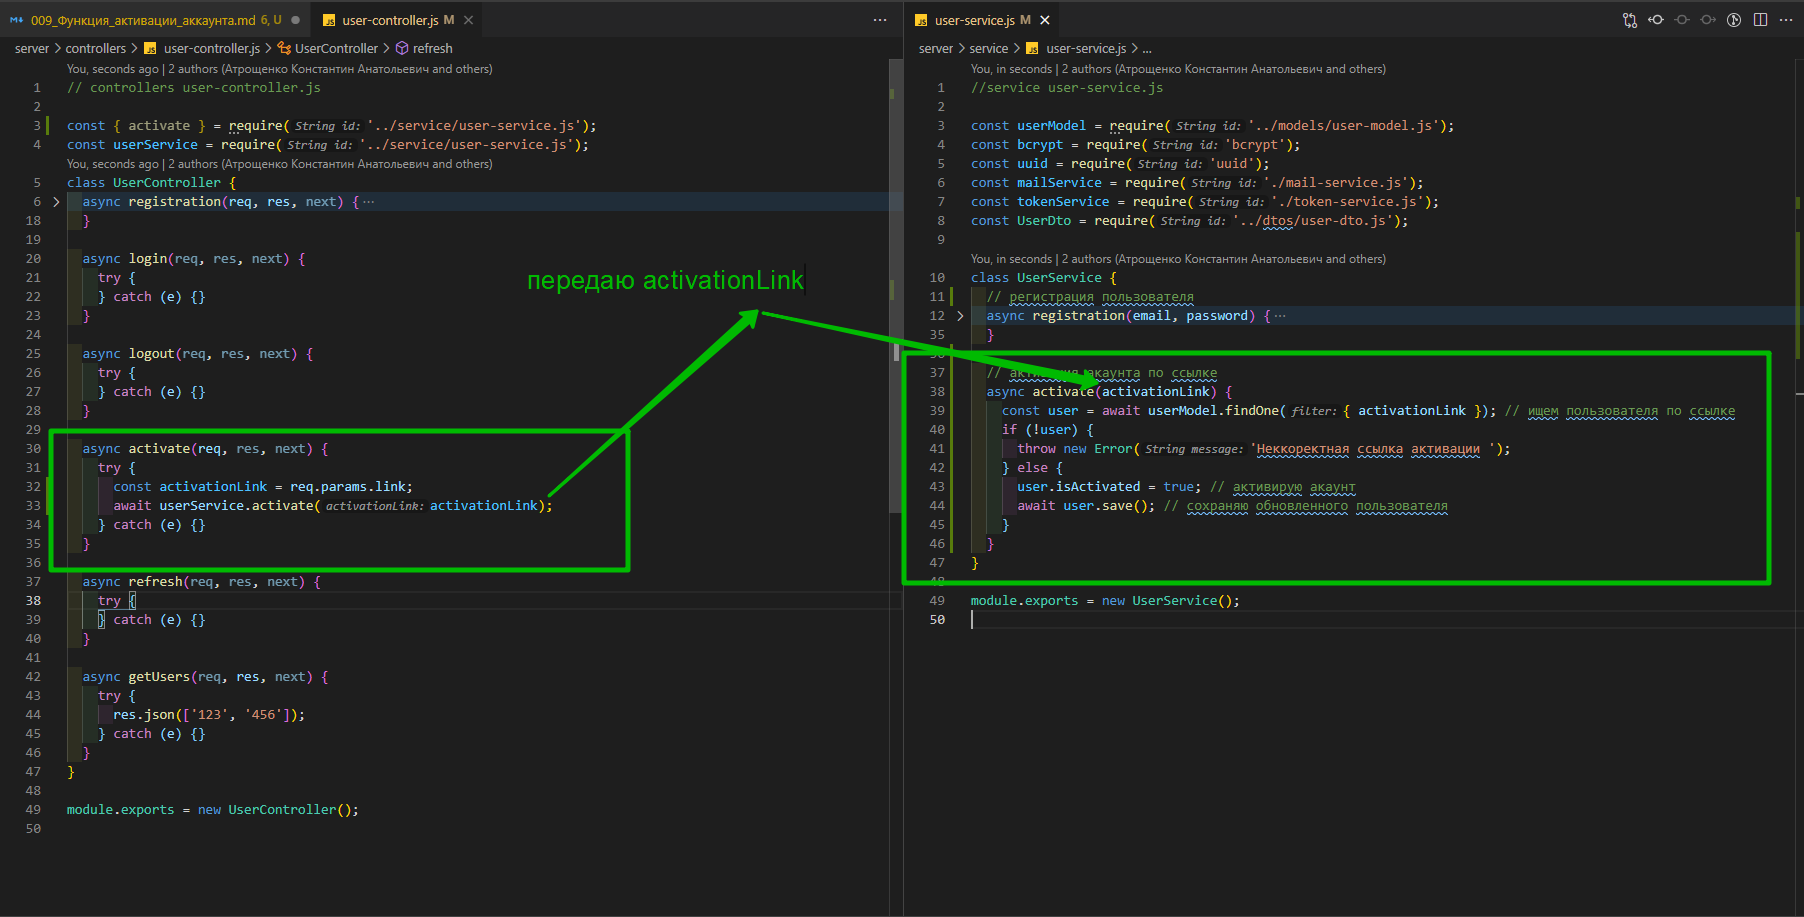 009_Функция_активации_аккаунта.md 6, U
user-controller.js M
server > controllers > user-controller.js > UserController > refresh
You, seconds ago | 2 authors (Атрощенко Константин Анатольевич and others)
1 // controllers user-controller.js
2
3 const { activate } = require( String id: '../service/user-service.js');
4 const userService = require( String id: '../service/user-service.js');
You, seconds ago | 2 authors (Атрощенко Константин Анатольевич and others)
5 class UserController {
6 async registration(req, res, next) { ···
18 }
19
20 async login(req, res, next) {
21 try {
22 } catch (e) {}
23 }
24
25 async logout(req, res, next) {
26 try {
27 } catch (e) {}
28 }
29
30 async activate(req, res, next) {
31 try {
32 const activationLink = req.params.link;
33 await userService.activate( activationLink: activationLink);
34 } catch (e) {}
35 }
36
37 async refresh(req, res, next) {
38 try {
39 } catch (e) {}
40 }
41
42 async getUsers(req, res, next) {
43 try {
44 res.json(['123', '456']);
45 } catch (e) {}
46 }
47 }
48
49 module.exports = new UserController();
50
передаю activationLink
user-service.js M
server > service > user-service.js > ...
You, in seconds | 2 authors (Атрощенко Константин Анатольевич and others)
1 //service user-service.js
2
3 const userModel = require( String id: '../models/user-model.js');
4 const bcrypt = require( String id: 'bcrypt');
5 const uuid = require( String id: 'uuid');
6 const mailService = require( String id: './mail-service.js');
7 const tokenService = require( String id: './token-service.js');
8 const UserDto = require( String id: '../dtos/user-dto.js');
9
You, in seconds | 2 authors (Атрощенко Константин Анатольевич and others)
10 class UserService {
11 // регистрация пользователя
12 async registration(email, password) { ···
35 }
36
37 // активация акаунта по ссылке
38 async activate(activationLink) {
39 const user = await userModel.findOne( filter: { activationLink }); // ищем пользователя по ссылке
40 if (!user) {
41 throw new Error( String message: 'Неккоректная ссылка активации ');
42 } else {
43 user.isActivated = true; // активирую акаунт
44 await user.save(); // сохраняю обновленного пользователя
45 }
46 }
47 }
48
49 module.exports = new UserService();
50